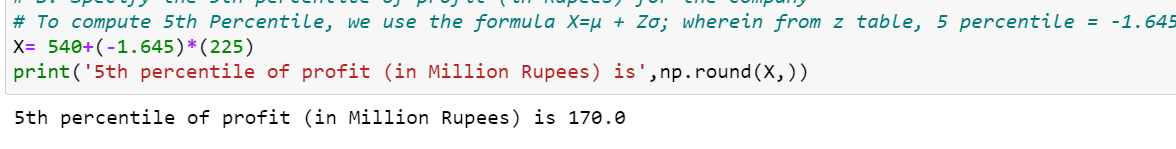 # To compute 5th Percentile, we use the formula X=μ + Zσ; wherein from z table, 5 percentile = -1.645
X= 540+(-1.645)*(225)
print('5th percentile of profit (in Million Rupees) is',np.round(X,))
5th percentile of profit (in Million Rupees) is 170.0